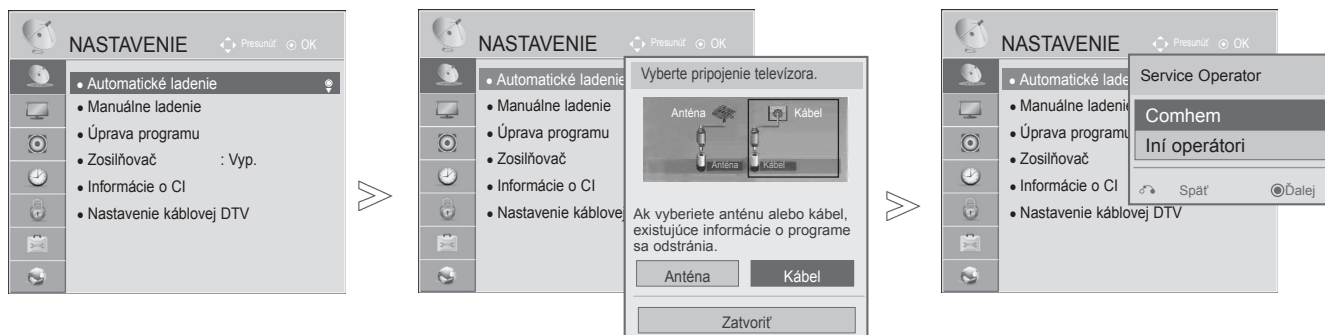 NASTAVENIE Presunúť OK
• Automatické ladenie
• Manuálne ladenie
• Úprava programu
• Zosilňovač : Vyp.
• Informácie o CI
• Nastavenie káblovej DTV
NASTAVENIE Presunúť OK
• Automatické ladenie
• Manuálne ladenie
• Úprava programu
• Zosilňovač
• Informácie o CI
• Nastavenie káblovej
Vyberte pripojenie televízora.
Anténa Kábel
Anténa Kábel
Ak vyberiete anténu alebo kábel,
existujúce informácie o programe
sa odstránia.
Anténa Kábel
Zatvoriť
NASTAVENIE Presunúť OK
• Automatické lade
• Manuálne ladenie
• Úprava programu
• Zosilňovač
• Informácie o CI
• Nastavenie káblovej DTV
Service Operator
Comhem
Iní operátori
Späť Ďalej